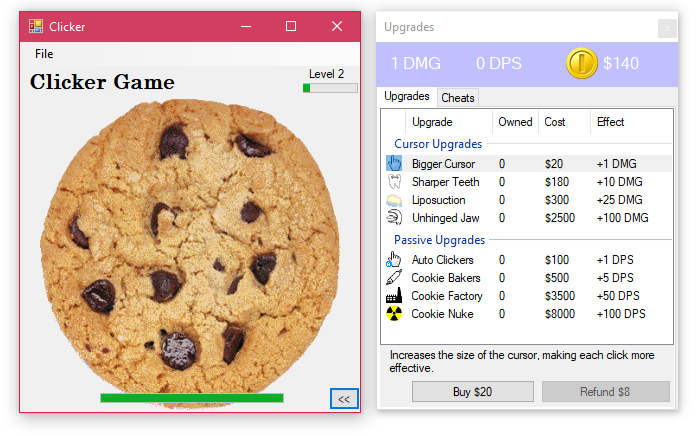 Clicker
File
Clicker Game
Level 2
<<
Upgrades
x
1 DMG 0 DPS $140
Upgrades Cheats
Upgrade Owned Cost Effect
Cursor Upgrades
Bigger Cursor 0 $20 +1 DMG
Sharper Teeth 0 $180 +10 DMG
Liposuction 0 $300 +25 DMG
Unhinged Jaw 0 $2500 +100 DMG
Passive Upgrades
Auto Clickers 0 $100 +1 DPS
Cookie Bakers 0 $500 +5 DPS
Cookie Factory 0 $3500 +50 DPS
Cookie Nuke 0 $8000 +100 DPS
Increases the size of the cursor, making each click more
effective.
Buy $20 Refund $8